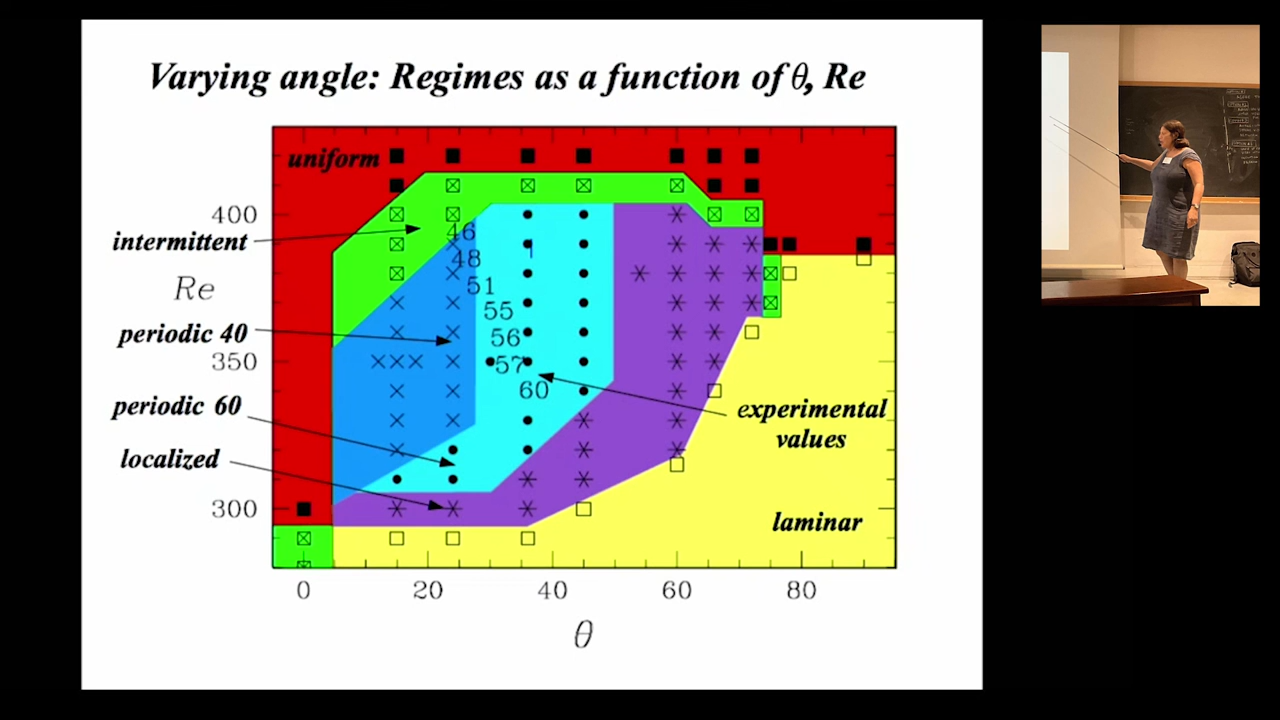 Varying angle: Regimes as a function of θ, Re
uniform
400
intermittent
46
48
Re
51
55
periodic 40
56
350
57
60
periodic 60
experimental
values
localized
300
laminar
0 20 40 60 80
θ